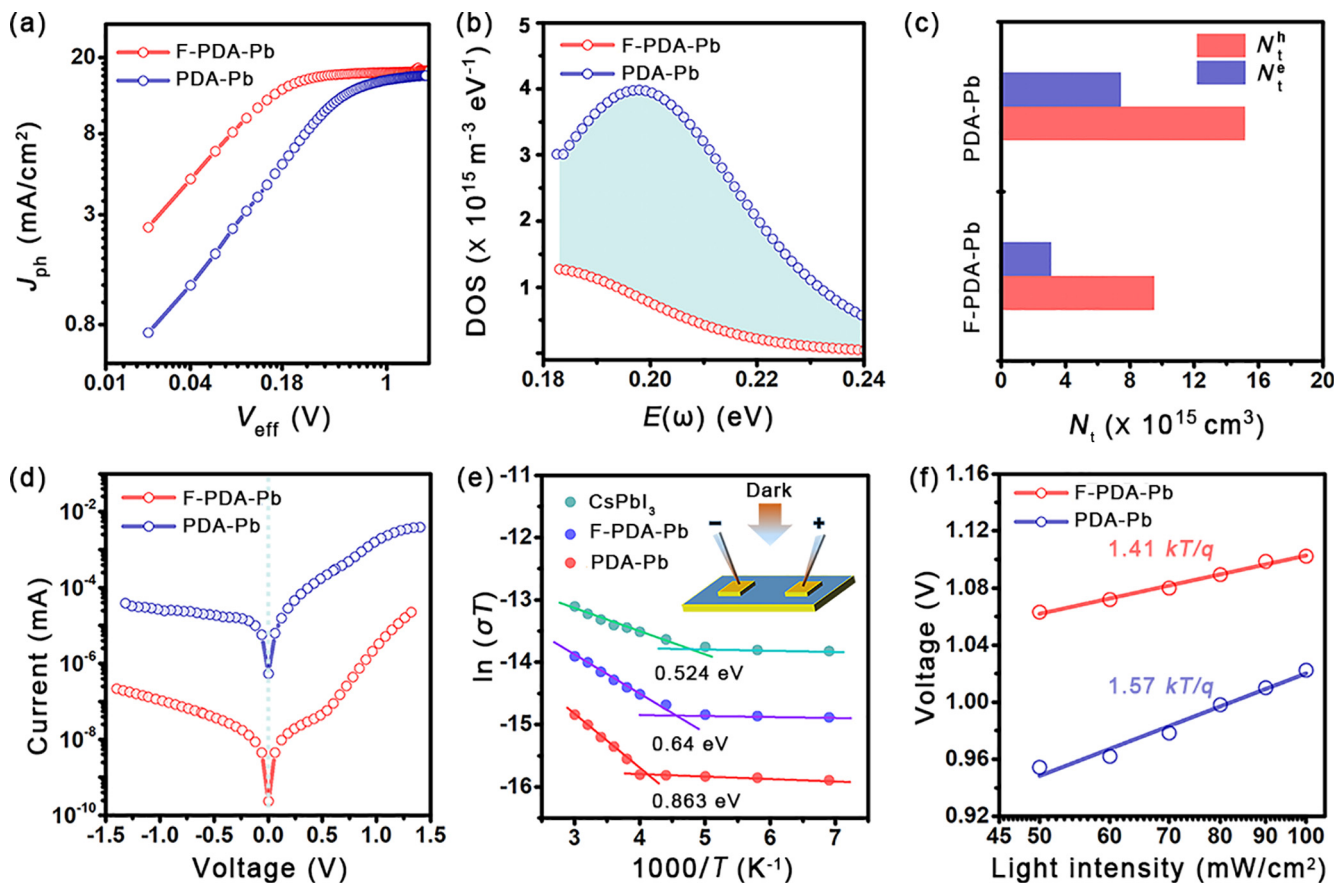 (a)
F-PDA-Pb
PDA-Pb
20
8
3
0.8
J_ph (mA/cm²)
0.01 0.04 0.18 1
V_eff (V)
(b)
F-PDA-Pb
PDA-Pb
5
4
3
2
1
DOS (× 10¹⁵ m⁻³ eV⁻¹)
0.18 0.20 0.22 0.24
E(ω) (eV)
(c)
N_t^h
N_t^e
PDA-Pb
F-PDA-Pb
0 4 8 12 16 20
N_t (× 10¹⁵ cm³)
(d)
F-PDA-Pb
PDA-Pb
10⁻²
10⁻⁴
10⁻⁶
10⁻⁸
10⁻¹⁰
Current (mA)
-1.5 -1.0 -0.5 0.0 0.5 1.0 1.5
Voltage (V)
(e)
CsPbI₃
F-PDA-Pb
PDA-Pb
Dark
- +
-11
-12
-13
-14
-15
-16
ln (σT)
0.524 eV
0.64 eV
0.863 eV
3 4 5 6 7
1000/T (K⁻¹)
(f)
F-PDA-Pb
PDA-Pb
1.41 kT/q
1.57 kT/q
1.16
1.12
1.08
1.04
1.00
0.96
0.92
Voltage (V)
45 50 60 70 80 90 100
Light intensity (mW/cm²)